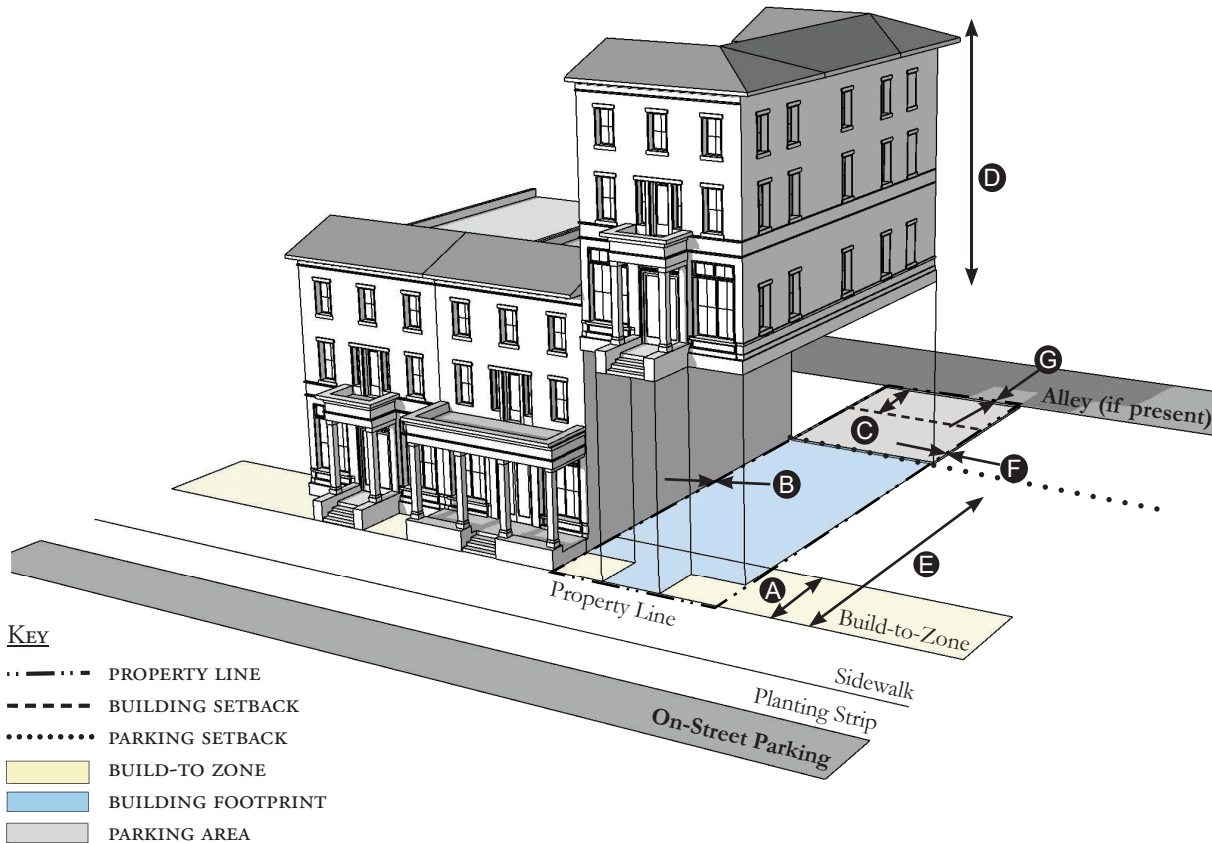 D
G
Alley (if present)
C
F
B
E
A
Property Line
Build-to-Zone
Sidewalk
Planting Strip
On-Street Parking
KEY
PROPERTY LINE
BUILDING SETBACK
PARKING SETBACK
BUILD-TO ZONE
BUILDING FOOTPRINT
PARKING AREA